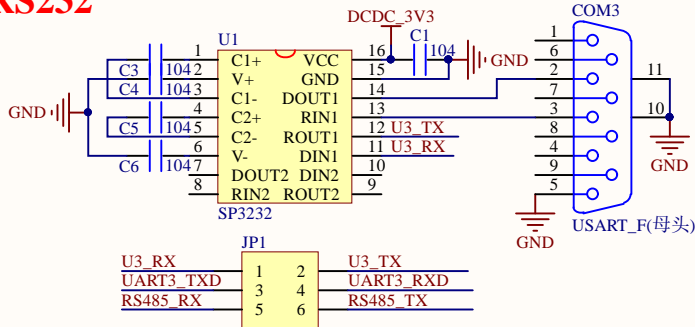 RS232
COM3
U1
DCDC_3V3
C1
104
GND
1 C1+ VCC 16
2 V+ GND 15
3 C1- DOUT1 14
4 C2+ RIN1 13
5 C2- ROUT1 12 U3_TX
6 V- DIN1 11 U3_RX
7 DOUT2 DIN2 10
8 RIN2 ROUT2 9
SP3232
C3 104
C4 104
C5 104
C6 104
GND
1
6
2
7
3
8
4
9
5
11
10
GND
GND
USART_F(母头)
JP1
U3_RX 1 2 U3_TX
UART3_TXD 3 4 UART3_RXD
RS485_RX 5 6 RS485_TX